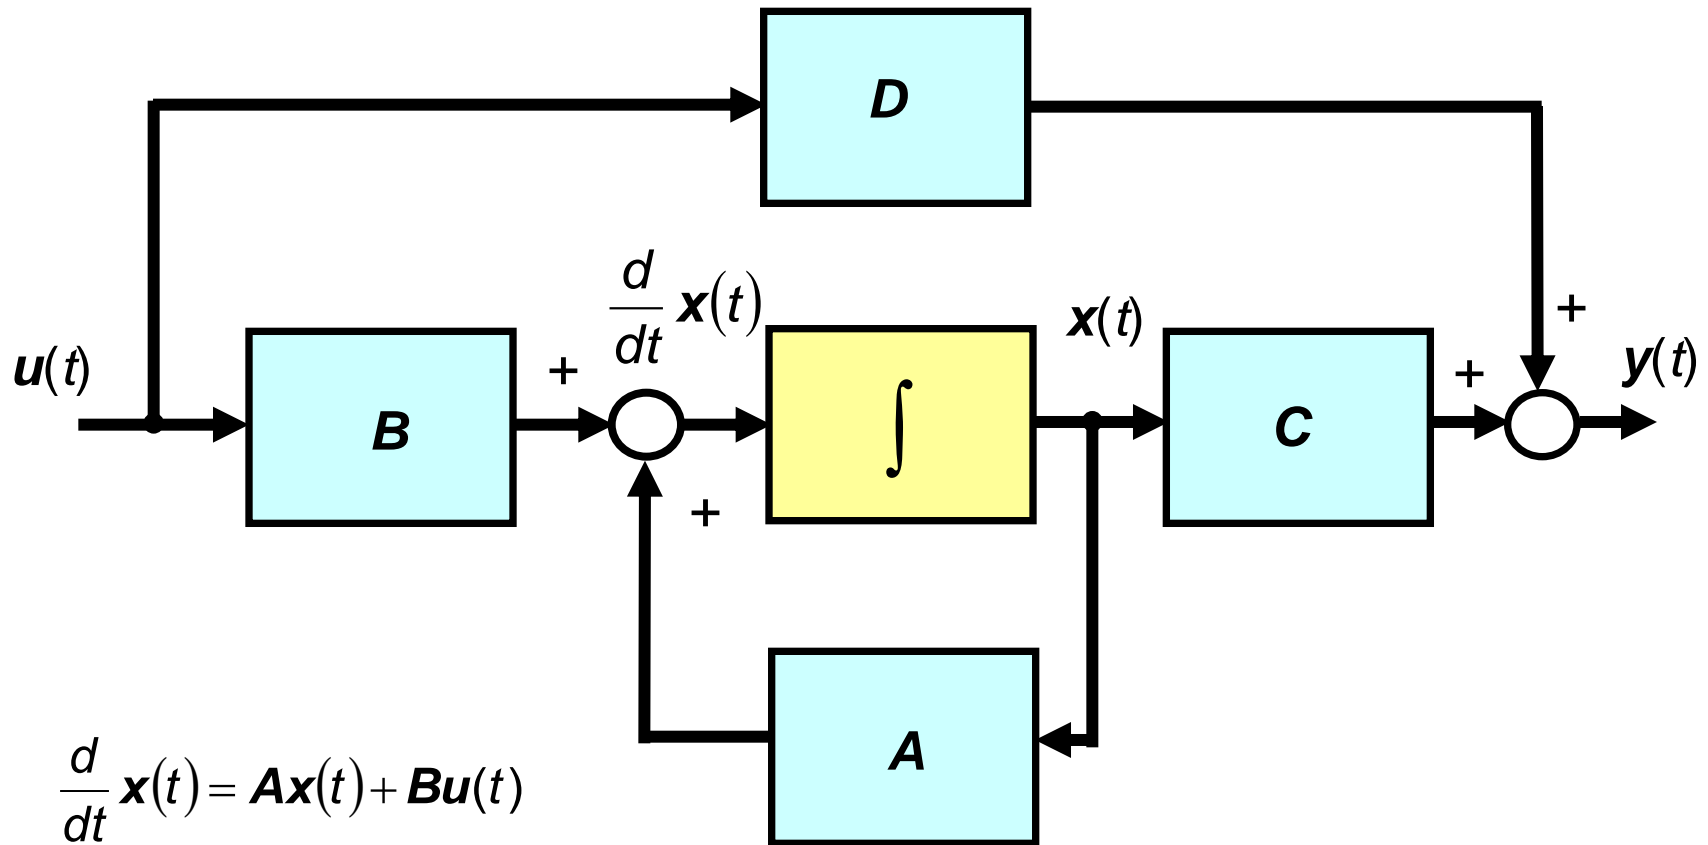 D
d/dt x(t)
x(t)
+
u(t)
+
+
y(t)
B
∫
C
+
A
d/dt x(t) = Ax(t) + Bu(t)